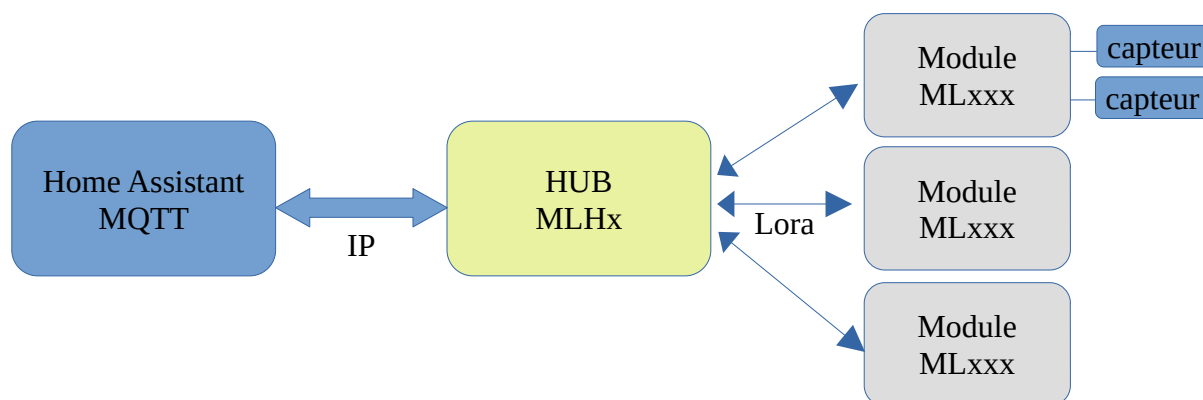 Home Assistant
MQTT
IP
HUB
MLHx
Lora
Module
MLxxx
capteur
capteur
Module
MLxxx
Module
MLxxx